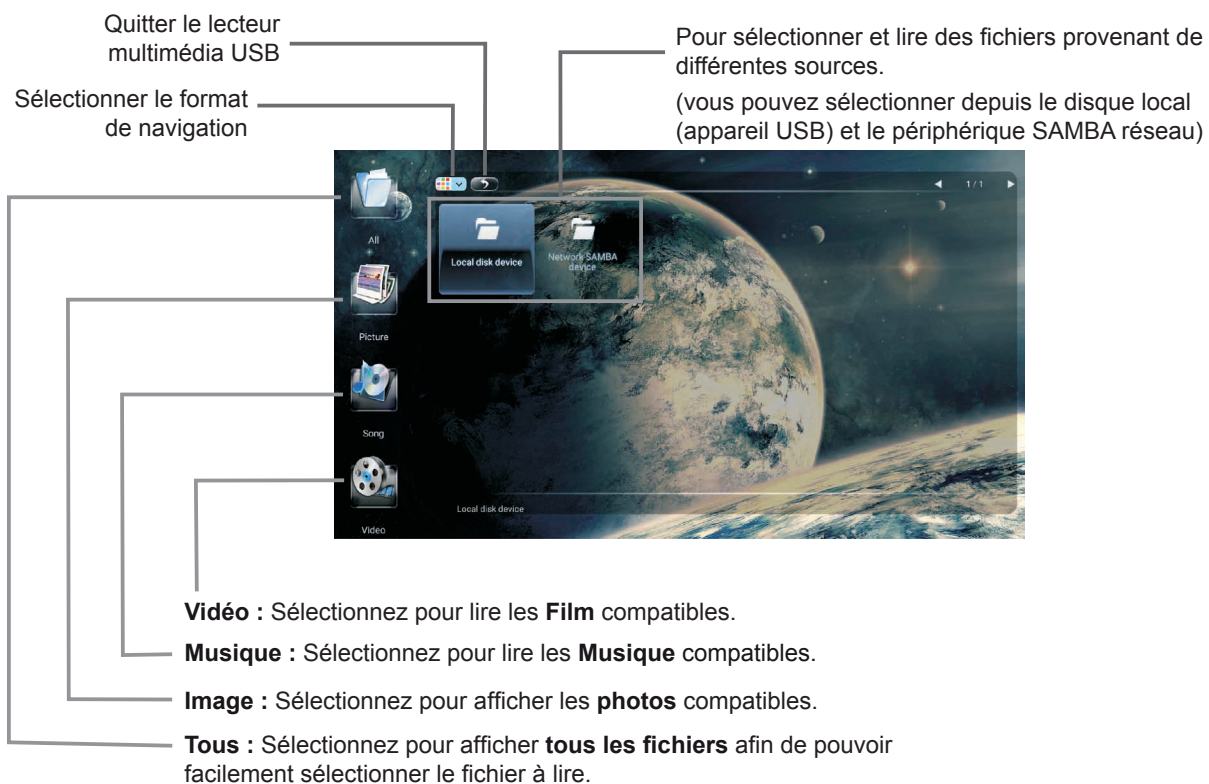 Quitter le lecteur
multimédia USB
Sélectionner le format
de navigation
Pour sélectionner et lire des fichiers provenant de
différentes sources.
(vous pouvez sélectionner depuis le disque local
(appareil USB) et le périphérique SAMBA réseau)
1/1
All
Local disk device
Network SAMBA
device
Picture
Song
Local disk device
Video
Vidéo : Sélectionnez pour lire les Film compatibles.
Musique : Sélectionnez pour lire les Musique compatibles.
Image : Sélectionnez pour afficher les photos compatibles.
Tous : Sélectionnez pour afficher tous les fichiers afin de pouvoir
facilement sélectionner le fichier à lire.